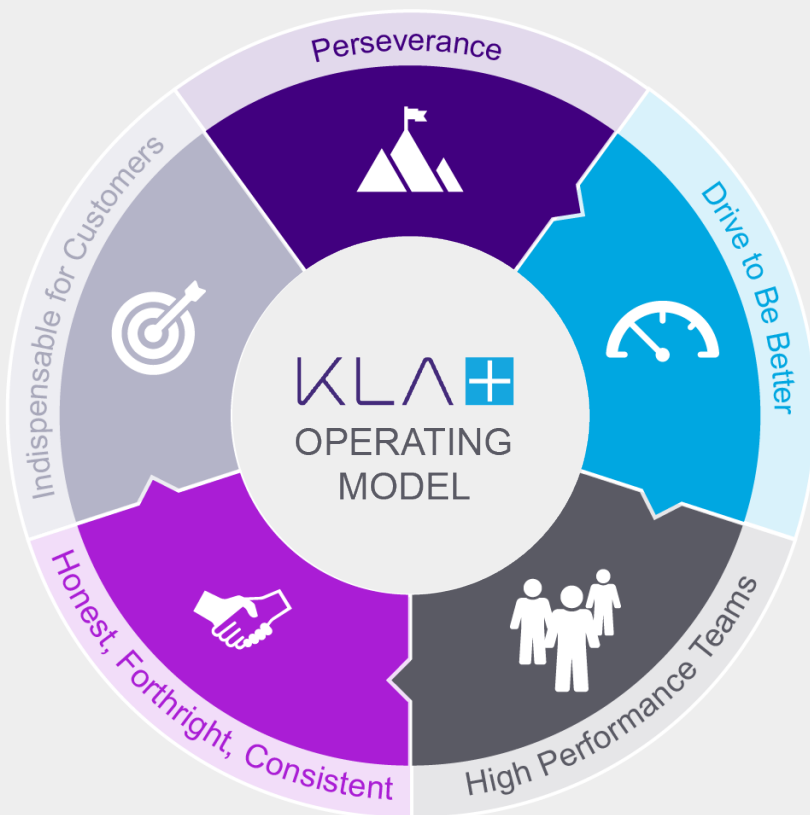 Perseverance
Drive to Be Better
High Performance Teams
Honest, Forthright, Consistent
Indispensable for Customers
KLA+
OPERATING
MODEL